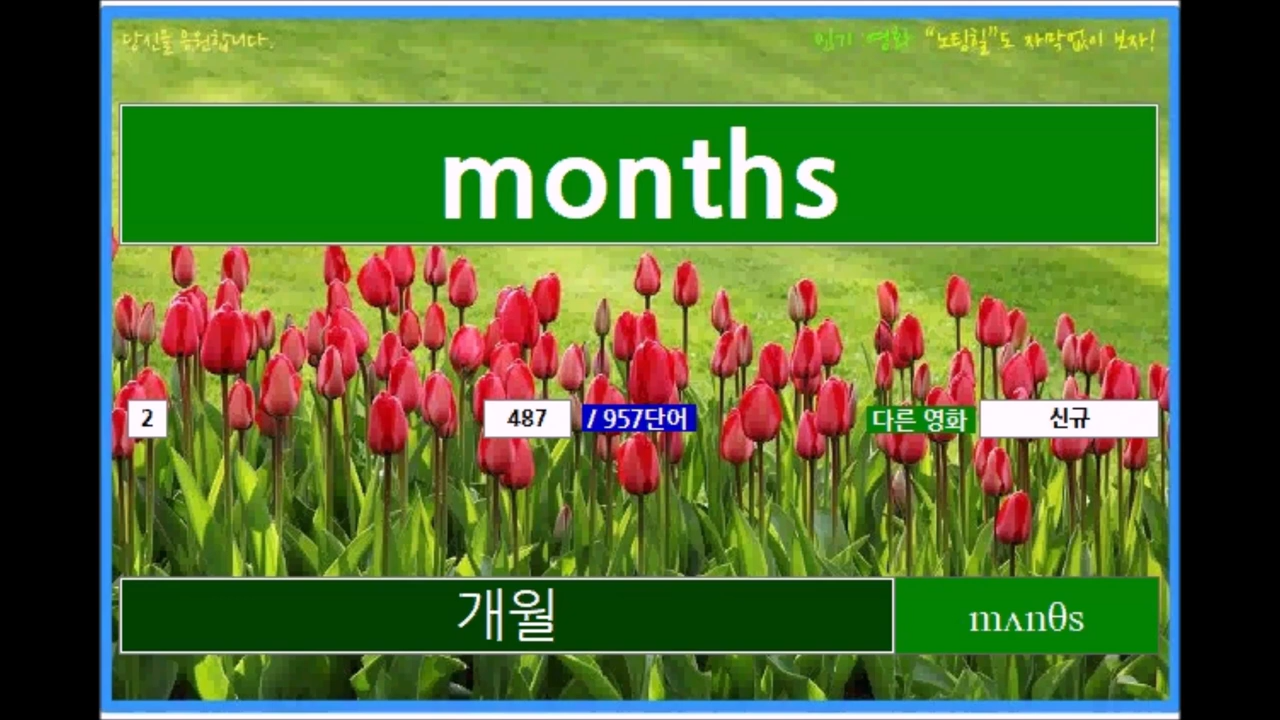 당신을 응원합니다.
인기 영화 “노팅힐”도 자막없이 보자!
months
2
487
/ 957단어
다른 영화
신규
개월
mʌnθs